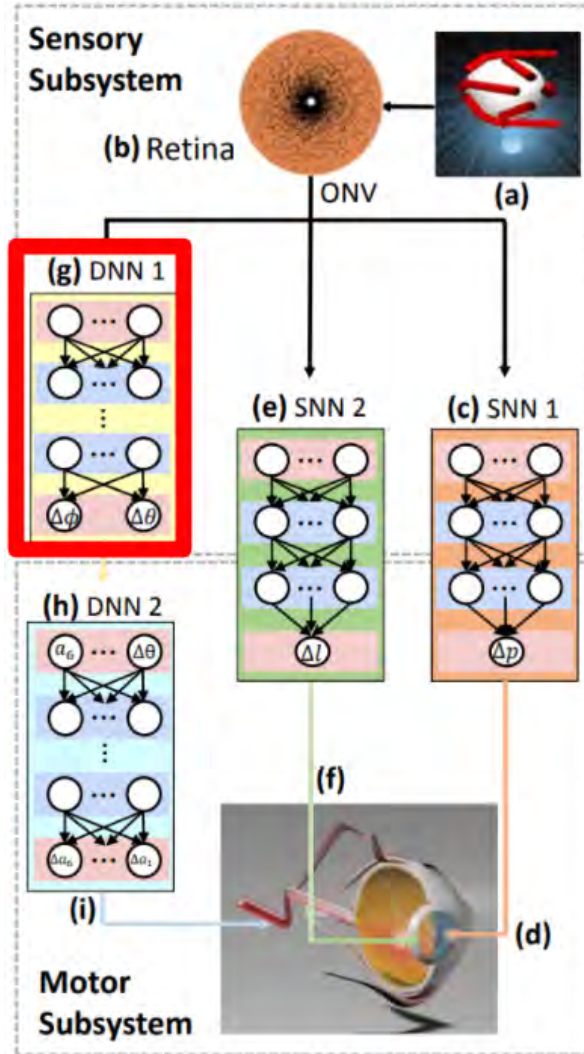 Sensory
Subsystem
(b) Retina
(a)
ONV
(g) DNN 1
(e) SNN 2
(c) SNN 1
Δϕ Δθ
(h) DNN 2
a₆ ... Δθ
Δl
Δp
Δa₆ ... Δa₁
(f)
(i)
(d)
Motor
Subsystem